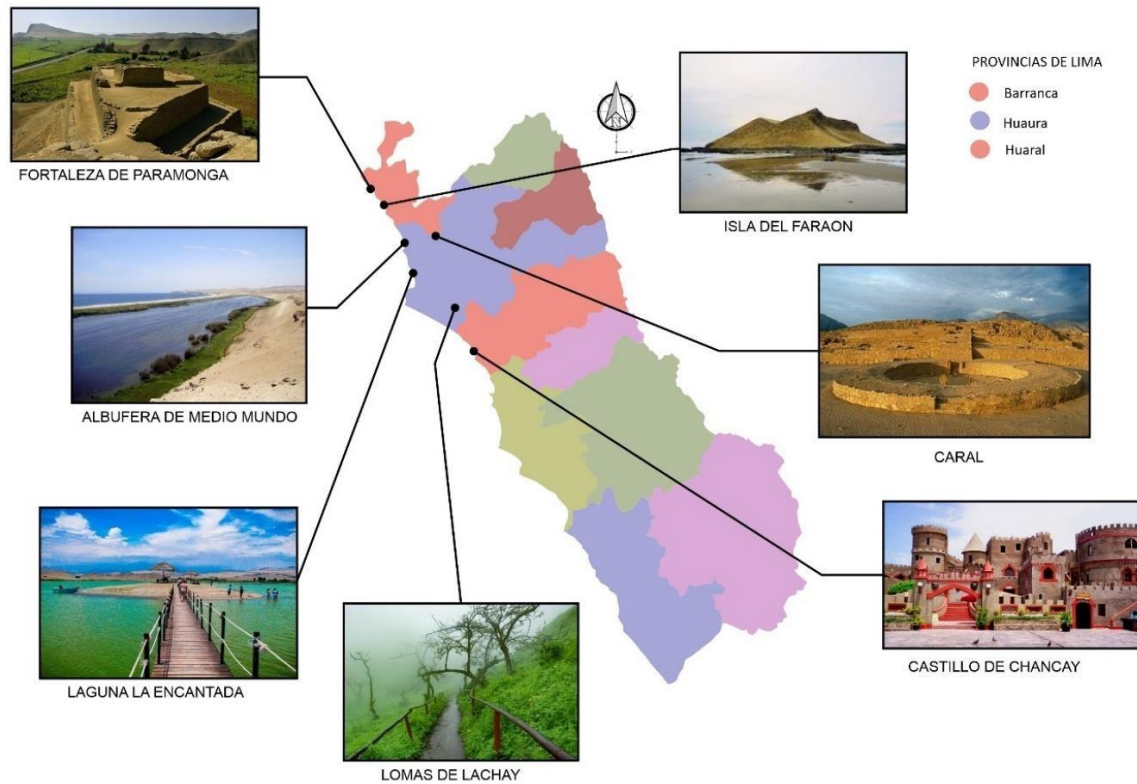 FORTALEZA DE PARAMONGA
PROVINCIAS DE LIMA
Barranca
Huaura
Huaral
N
ISLA DEL FARAON
ALBUFERA DE MEDIO MUNDO
CARAL
LAGUNA LA ENCANTADA
CASTILLO DE CHANCAY
LOMAS DE LACHAY